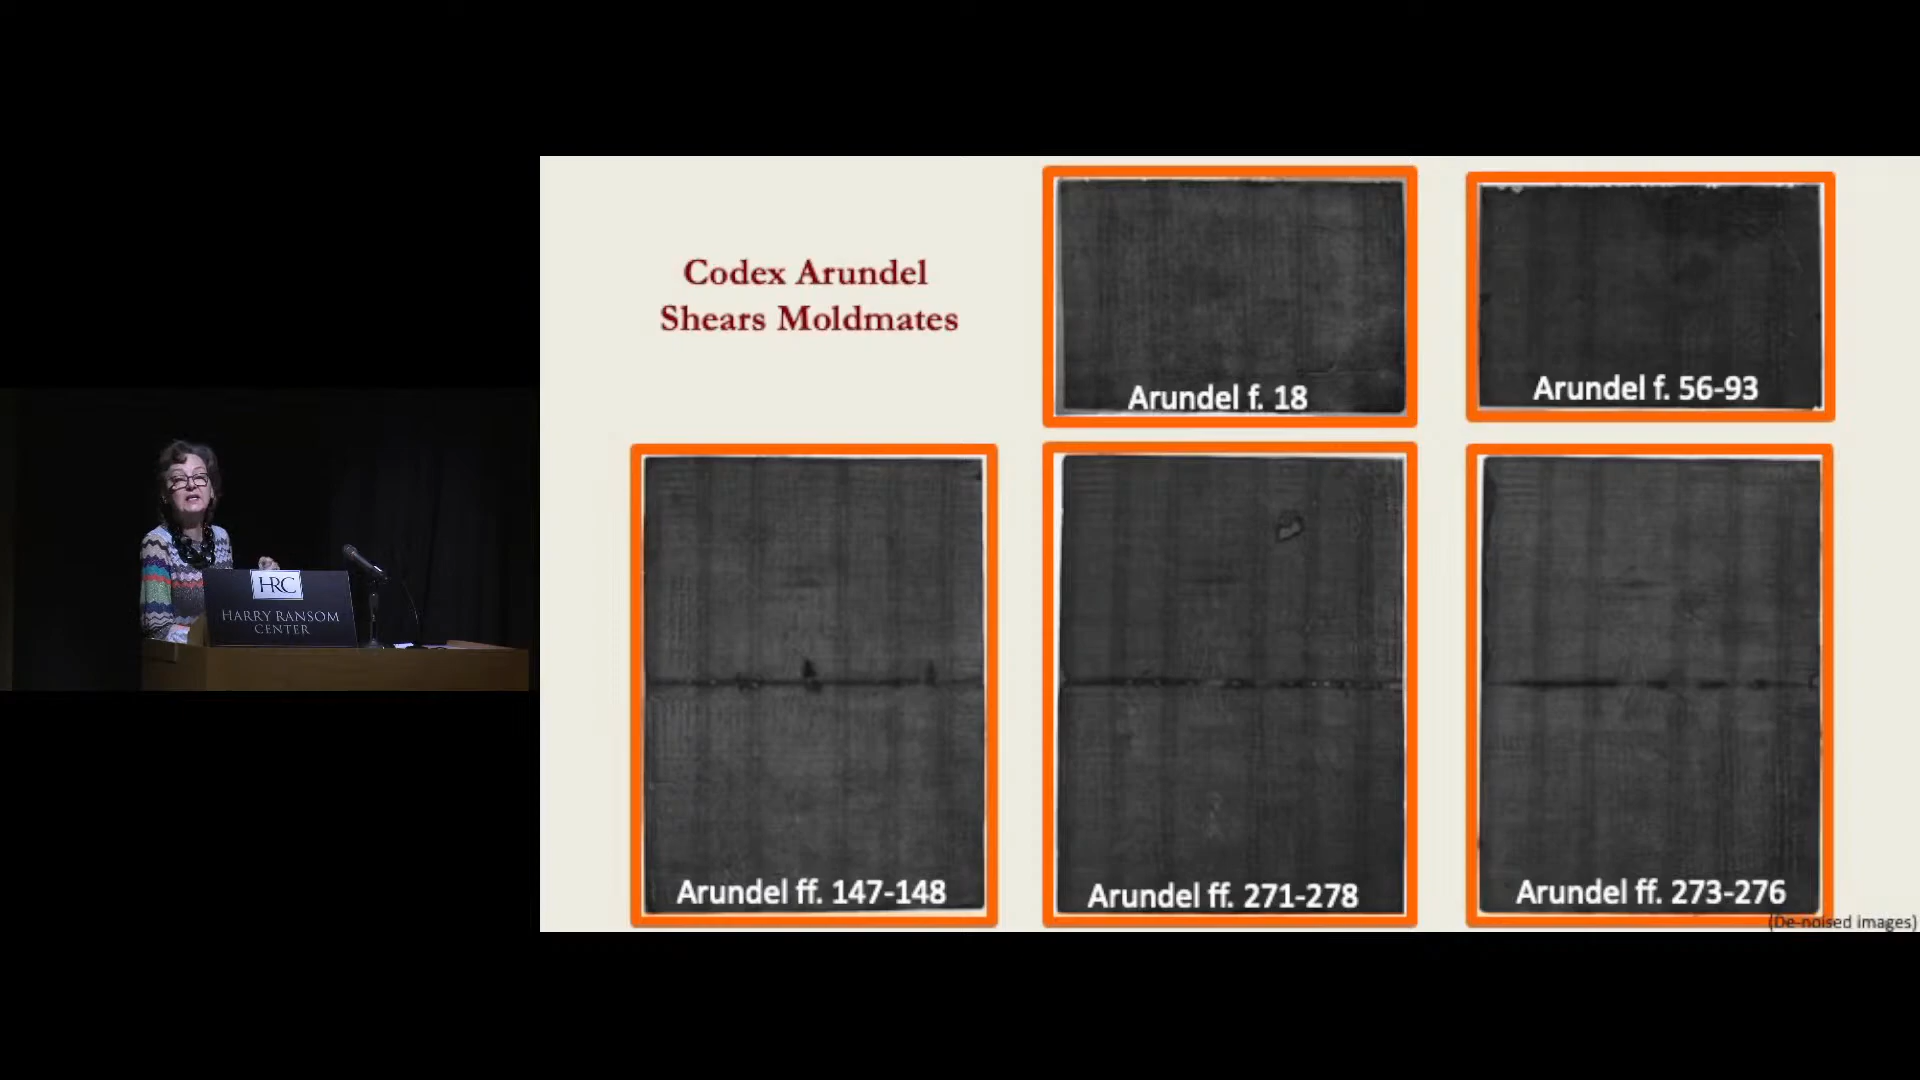 Codex Arundel
Shears Moldmates
Arundel f. 18
Arundel f. 56-93
Arundel ff. 147-148
Arundel ff. 271-278
Arundel ff. 273-276
(De-noised images)
HRC
HARRY RANSOM
CENTER